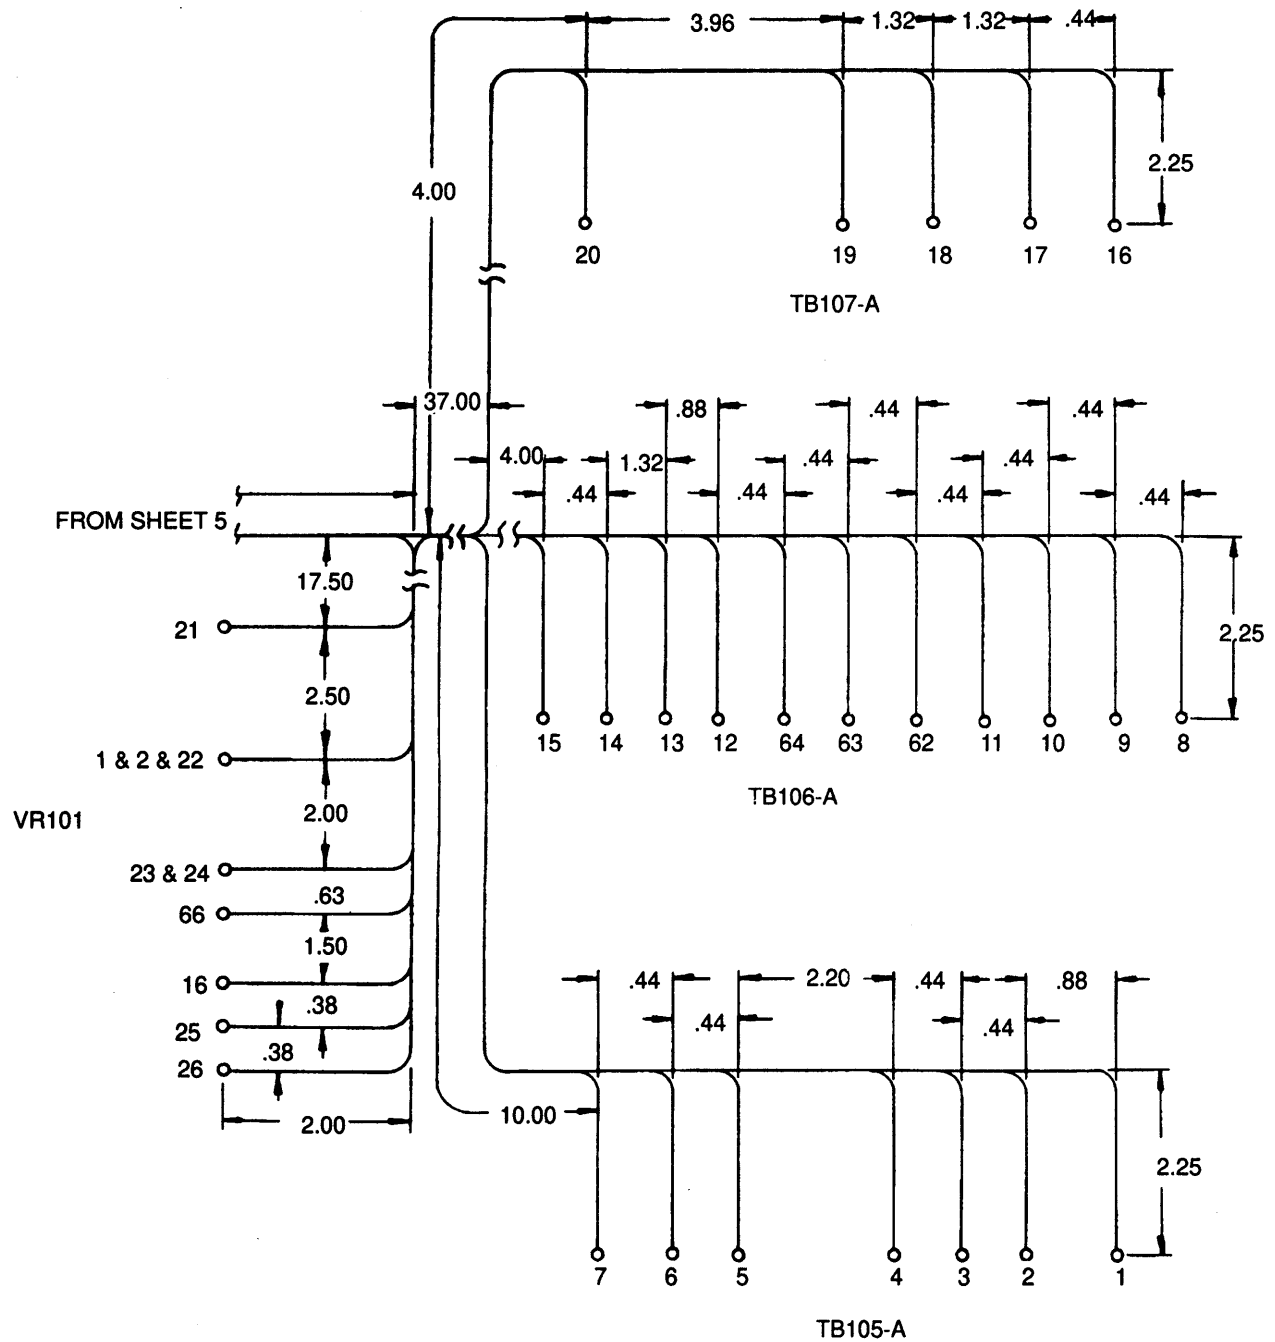 3.96 1.32 1.32 .44
4.00
2.25
20 19 18 17 16
TB107-A
37.00
.88 .44 .44
4.00 1.32 .44 .44
.44 .44 .44 .44
FROM SHEET 5
17.50
21
2.25
2.50
15 14 13 12 64 63 62 11 10 9 8
1 & 2 & 22
TB106-A
2.00
VR101
23 & 24
.63
66
1.50
16
.38
25
.38
26
2.00
.44 2.20 .44 .88
.44 .44
10.00
2.25
7 6 5 4 3 2 1
TB105-A